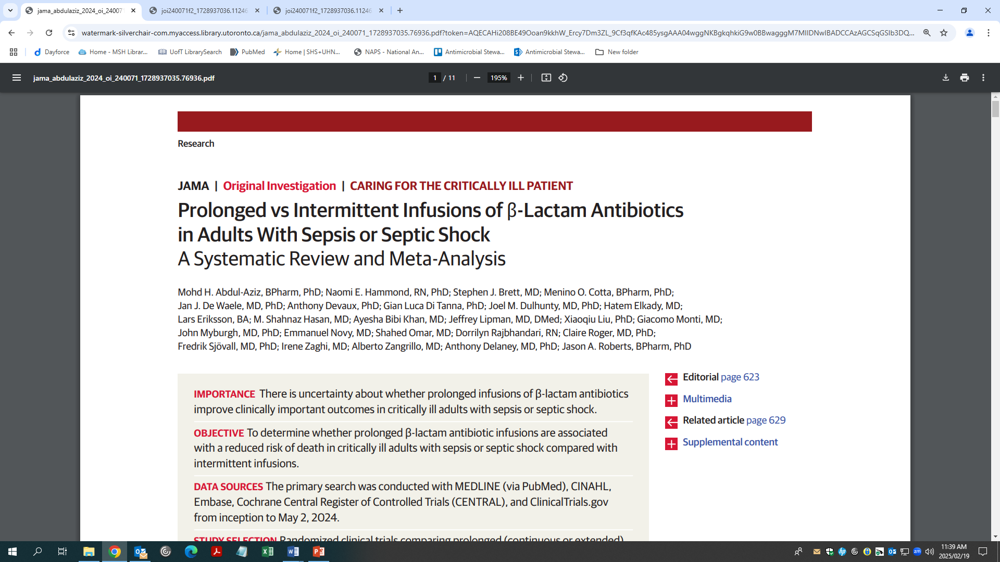 jama_abdulaziz_2024_oi_24007
joi240071f2_1728937036.11246
joi240071f2_1728937036.11246
watermark-silverchair-com.myaccess.library.utoronto.ca/jama_abdulaziz_2024_oi_240071_1728937035.76936.pdf?token=AQECAHi208BE49Ooan9kkhW_Ercy7Dm3ZL_9Cf3qfKAc485ysgAAA04wggNKBgkqhkiG9w0BBwagggM7MIIDNwIBADCCAzAGCSqGSIb3DQ...
Dayforce
Home - MSH Librar...
UofT LibrarySearch
PubMed
Home | SHS+UHN...
NAPS - National An...
Antimicrobial Stewa...
Antimicrobial Stewa...
New folder
jama_abdulaziz_2024_oi_240071_1728937035.76936.pdf
1 / 11
195%
Research
JAMA | Original Investigation | CARING FOR THE CRITICALLY ILL PATIENT
Prolonged vs Intermittent Infusions of β-Lactam Antibiotics
in Adults With Sepsis or Septic Shock
A Systematic Review and Meta-Analysis
Mohd H. Abdul-Aziz, BPharm, PhD; Naomi E. Hammond, RN, PhD; Stephen J. Brett, MD; Menino O. Cotta, BPharm, PhD;
Jan J. De Waele, MD, PhD; Anthony Devaux, PhD; Gian Luca Di Tanna, PhD; Joel M. Dulhunty, MD, PhD; Hatem Elkady, MD;
Lars Eriksson, BA; M. Shahnaz Hasan, MD; Ayesha Bibi Khan, MD; Jeffrey Lipman, MD, DMed; Xiaoqiu Liu, PhD; Giacomo Monti, MD;
John Myburgh, MD, PhD; Emmanuel Novy, MD; Shahed Omar, MD; Dorrilyn Rajbhandari, RN; Claire Roger, MD, PhD;
Fredrik Sjövall, MD, PhD; Irene Zaghi, MD; Alberto Zangrillo, MD; Anthony Delaney, MD, PhD; Jason A. Roberts, BPharm, PhD
IMPORTANCE There is uncertainty about whether prolonged infusions of β-lactam antibiotics
improve clinically important outcomes in critically ill adults with sepsis or septic shock.
OBJECTIVE To determine whether prolonged β-lactam antibiotic infusions are associated
with a reduced risk of death in critically ill adults with sepsis or septic shock compared with
intermittent infusions.
DATA SOURCES The primary search was conducted with MEDLINE (via PubMed), CINAHL,
Embase, Cochrane Central Register of Controlled Trials (CENTRAL), and ClinicalTrials.gov
from inception to May 2, 2024.
STUDY SELECTION Randomized clinical trials comparing prolonged (continuous or extended)
Editorial page 623
Multimedia
Related article page 629
Supplemental content
11:39 AM
2025/02/19